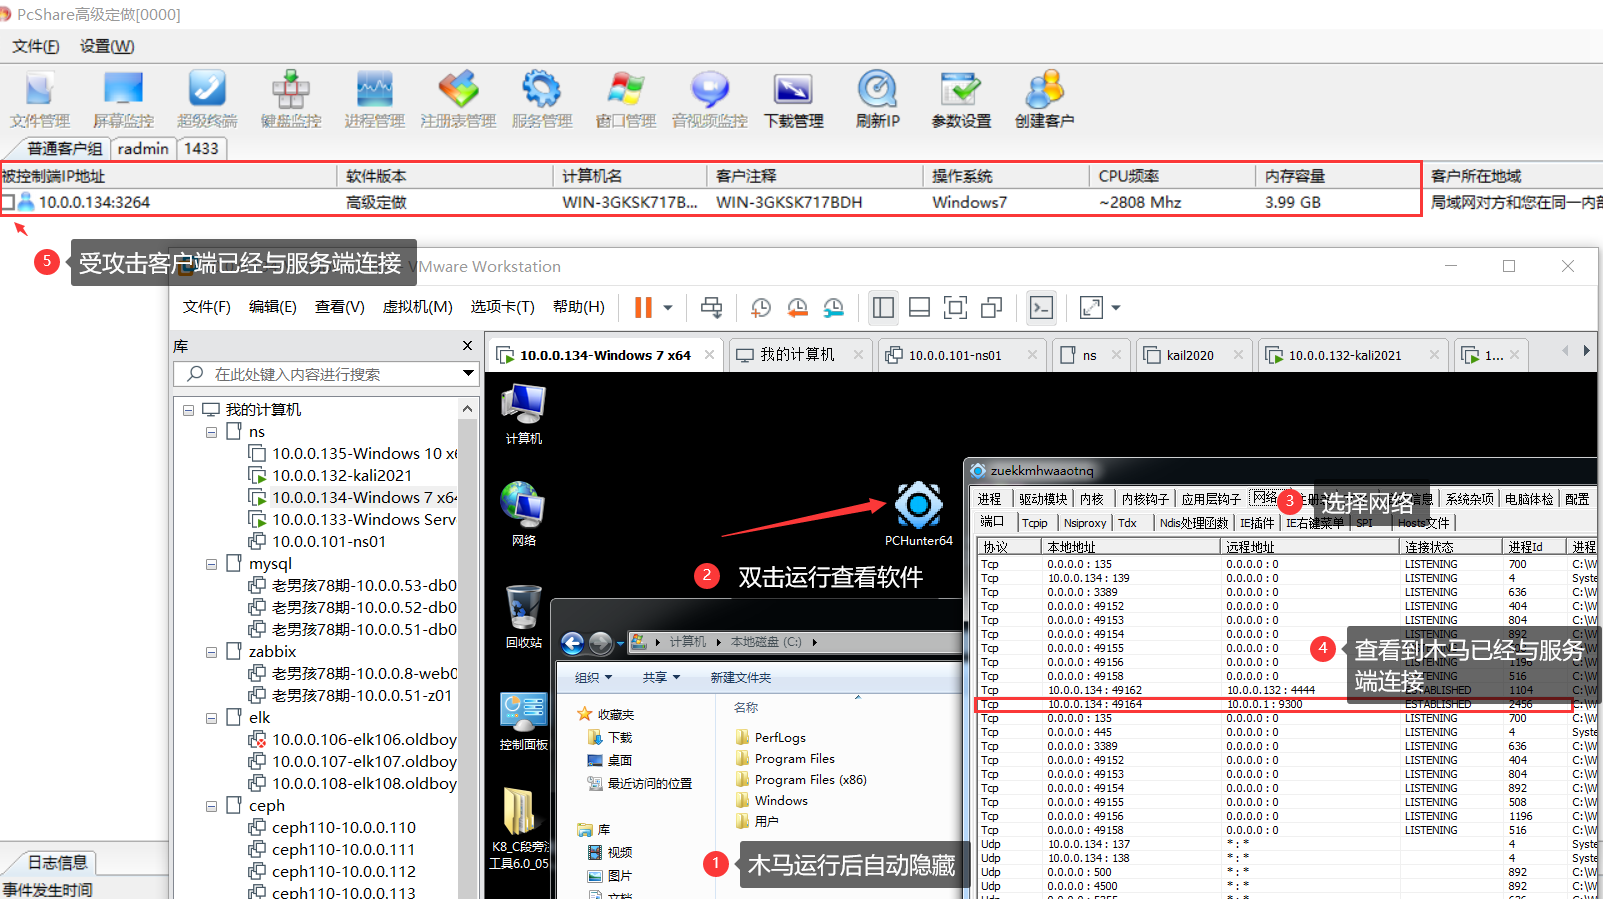 PcShare高级定做[0000]
文件(F) 设置(W)
文件管理 屏幕监控 超级终端 键盘监控 进程管理 注册表管理 服务管理 窗口管理 音视频监控 下载管理 刷新IP 参数设置 创建客户
普通客户组 radmin 1433
被控制端IP地址 软件版本 计算机名 客户注释 操作系统 CPU频率 内存容量 客户所在地域
10.0.0.134:3264 高级定做 WIN-3GKSK717B... WIN-3GKSK717BDH Windows7 ~2808 Mhz 3.99 GB 局域网对方和您在同一内部
5 受攻击客户端已经与服务端连接
VMware Workstation
文件(F) 编辑(E) 查看(V) 虚拟机(M) 选项卡(T) 帮助(H)
库
在此处键入内容进行搜索
10.0.0.134-Windows 7 x64 我的计算机 10.0.0.101-ns01 ns kail2020 10.0.0.132-kali2021 1...
我的计算机
ns
10.0.0.135-Windows 10 x6
10.0.0.132-kali2021
10.0.0.134-Windows 7 x64
10.0.0.133-Windows Serv
10.0.0.101-ns01
mysql
老男孩78期-10.0.0.53-db0
老男孩78期-10.0.0.52-db0
老男孩78期-10.0.0.51-db0
zabbix
老男孩78期-10.0.0.8-web0
老男孩78期-10.0.0.51-z01
elk
10.0.0.106-elk106.oldboy
10.0.0.107-elk107.oldboy
10.0.0.108-elk108.oldboy
ceph
ceph110-10.0.0.110
ceph110-10.0.0.111
ceph110-10.0.0.112
ceph110-10.0.0.113
日志信息
事件发生时间
计算机
网络
回收站
控制面板
K8_C段旁注
工具6.0_05
PCHunter64
2 双击运行查看软件
计算机 本地磁盘 (C:)
组织 共享 新建文件夹
收藏夹
下载
桌面
最近访问的位置
库
视频
图片
文档
名称
PerfLogs
Program Files
Program Files (x86)
Windows
用户
1 木马运行后自动隐藏
zuekkmhwaaotnq
进程 驱动模块 内核 内核钩子 应用层钩子 网络 信息 系统杂项 电脑体检 配置
3 选择网络
端口 Tcpip Nsiproxy Tdx Ndis处理函数 IE插件 IE右键菜单 SPI Hosts文件
协议 本地地址 远程地址 连接状态 进程Id 进程
Tcp 0.0.0.0 : 135 0.0.0.0 : 0 LISTENING 700 C:\W
Tcp 10.0.0.134 : 139 0.0.0.0 : 0 LISTENING 4 Syste
Tcp 0.0.0.0 : 3389 0.0.0.0 : 0 LISTENING 636 C:\W
Tcp 0.0.0.0 : 49152 0.0.0.0 : 0 LISTENING 404 C:\W
Tcp 0.0.0.0 : 49153 0.0.0.0 : 0 LISTENING 804 C:\W
Tcp 0.0.0.0 : 49154 0.0.0.0 : 0 LISTENING 892
Tcp 0.0.0.0 : 49155 0.0.0.0 : 0 LISTENING
Tcp 0.0.0.0 : 49156 0.0.0.0 : 0 LISTENING 1196
Tcp 0.0.0.0 : 49158 0.0.0.0 : 0 LISTENING 516
Tcp 10.0.0.134 : 49162 10.0.0.132 : 4444 ESTABLISHED 1104
4 查看到木马已经与服务
端连接
Tcp 10.0.0.134 : 49164 10.0.0.1 : 9300 ESTABLISHED 2456 C:\W
Tcp 0.0.0.0 : 135 0.0.0.0 : 0 LISTENING 700 C:\W
Tcp 0.0.0.0 : 445 0.0.0.0 : 0 LISTENING 4 Syste
Tcp 0.0.0.0 : 3389 0.0.0.0 : 0 LISTENING 636 C:\W
Tcp 0.0.0.0 : 49152 0.0.0.0 : 0 LISTENING 404 C:\W
Tcp 0.0.0.0 : 49153 0.0.0.0 : 0 LISTENING 804 C:\W
Tcp 0.0.0.0 : 49154 0.0.0.0 : 0 LISTENING 892 C:\W
Tcp 0.0.0.0 : 49155 0.0.0.0 : 0 LISTENING 508 C:\W
Tcp 0.0.0.0 : 49156 0.0.0.0 : 0 LISTENING 1196 C:\W
Tcp 0.0.0.0 : 49158 0.0.0.0 : 0 LISTENING 516 C:\W
Udp 10.0.0.134 : 137 * : * 4 Syste
Udp 10.0.0.134 : 138 * : * 4 Syste
Udp 0.0.0.0 : 500 * : * 892 C:\W
Udp 0.0.0.0 : 4500 * : * 892 C:\W
Udp 0.0.0.0 : 5355 * : * 636 C:\W